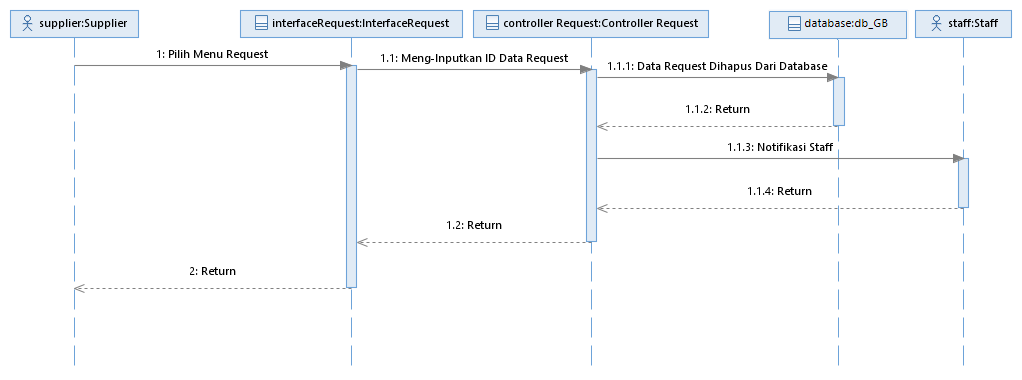 supplier:Supplier
interfaceRequest:InterfaceRequest
controller Request:Controller Request
database:db_GB
staff:Staff
1: Pilih Menu Request
1.1: Meng-Inputkan ID Data Request
1.1.1: Data Request Dihapus Dari Database
1.1.2: Return
1.1.3: Notifikasi Staff
1.1.4: Return
1.2: Return
2: Return